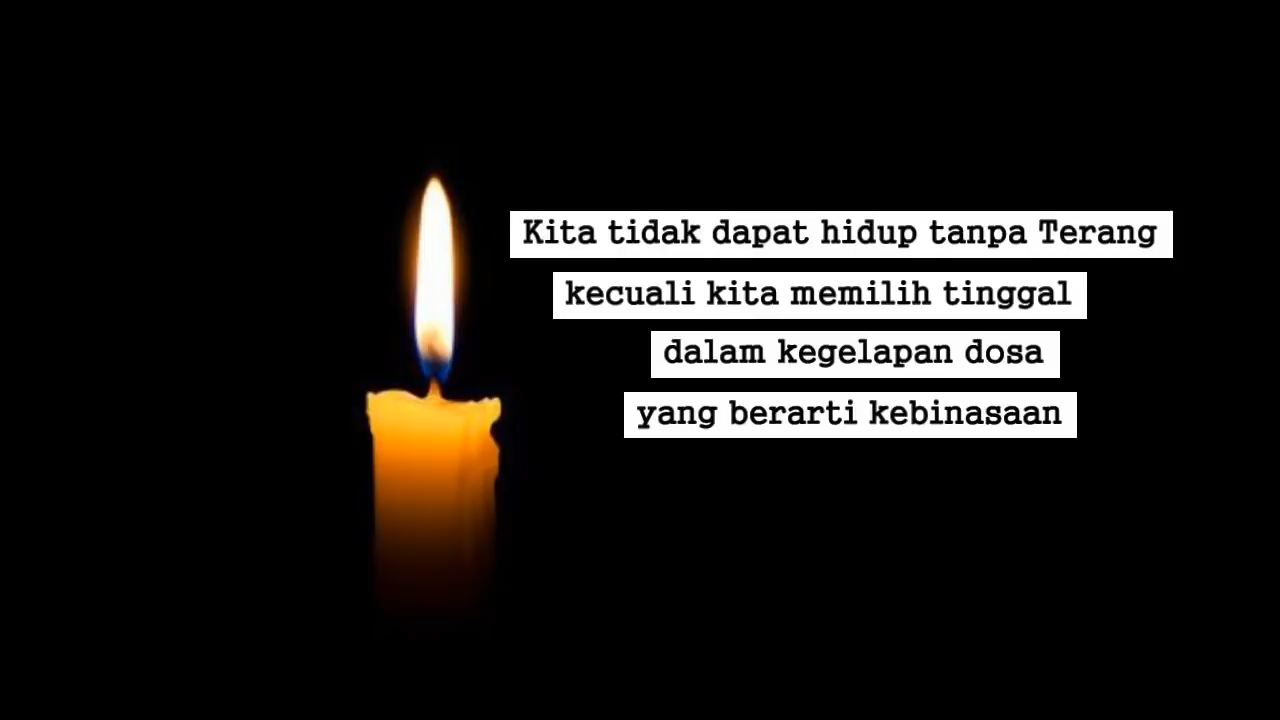 Kita tidak dapat hidup tanpa Terang
kecuali kita memilih tinggal
dalam kegelapan dosa
yang berarti kebinasaan